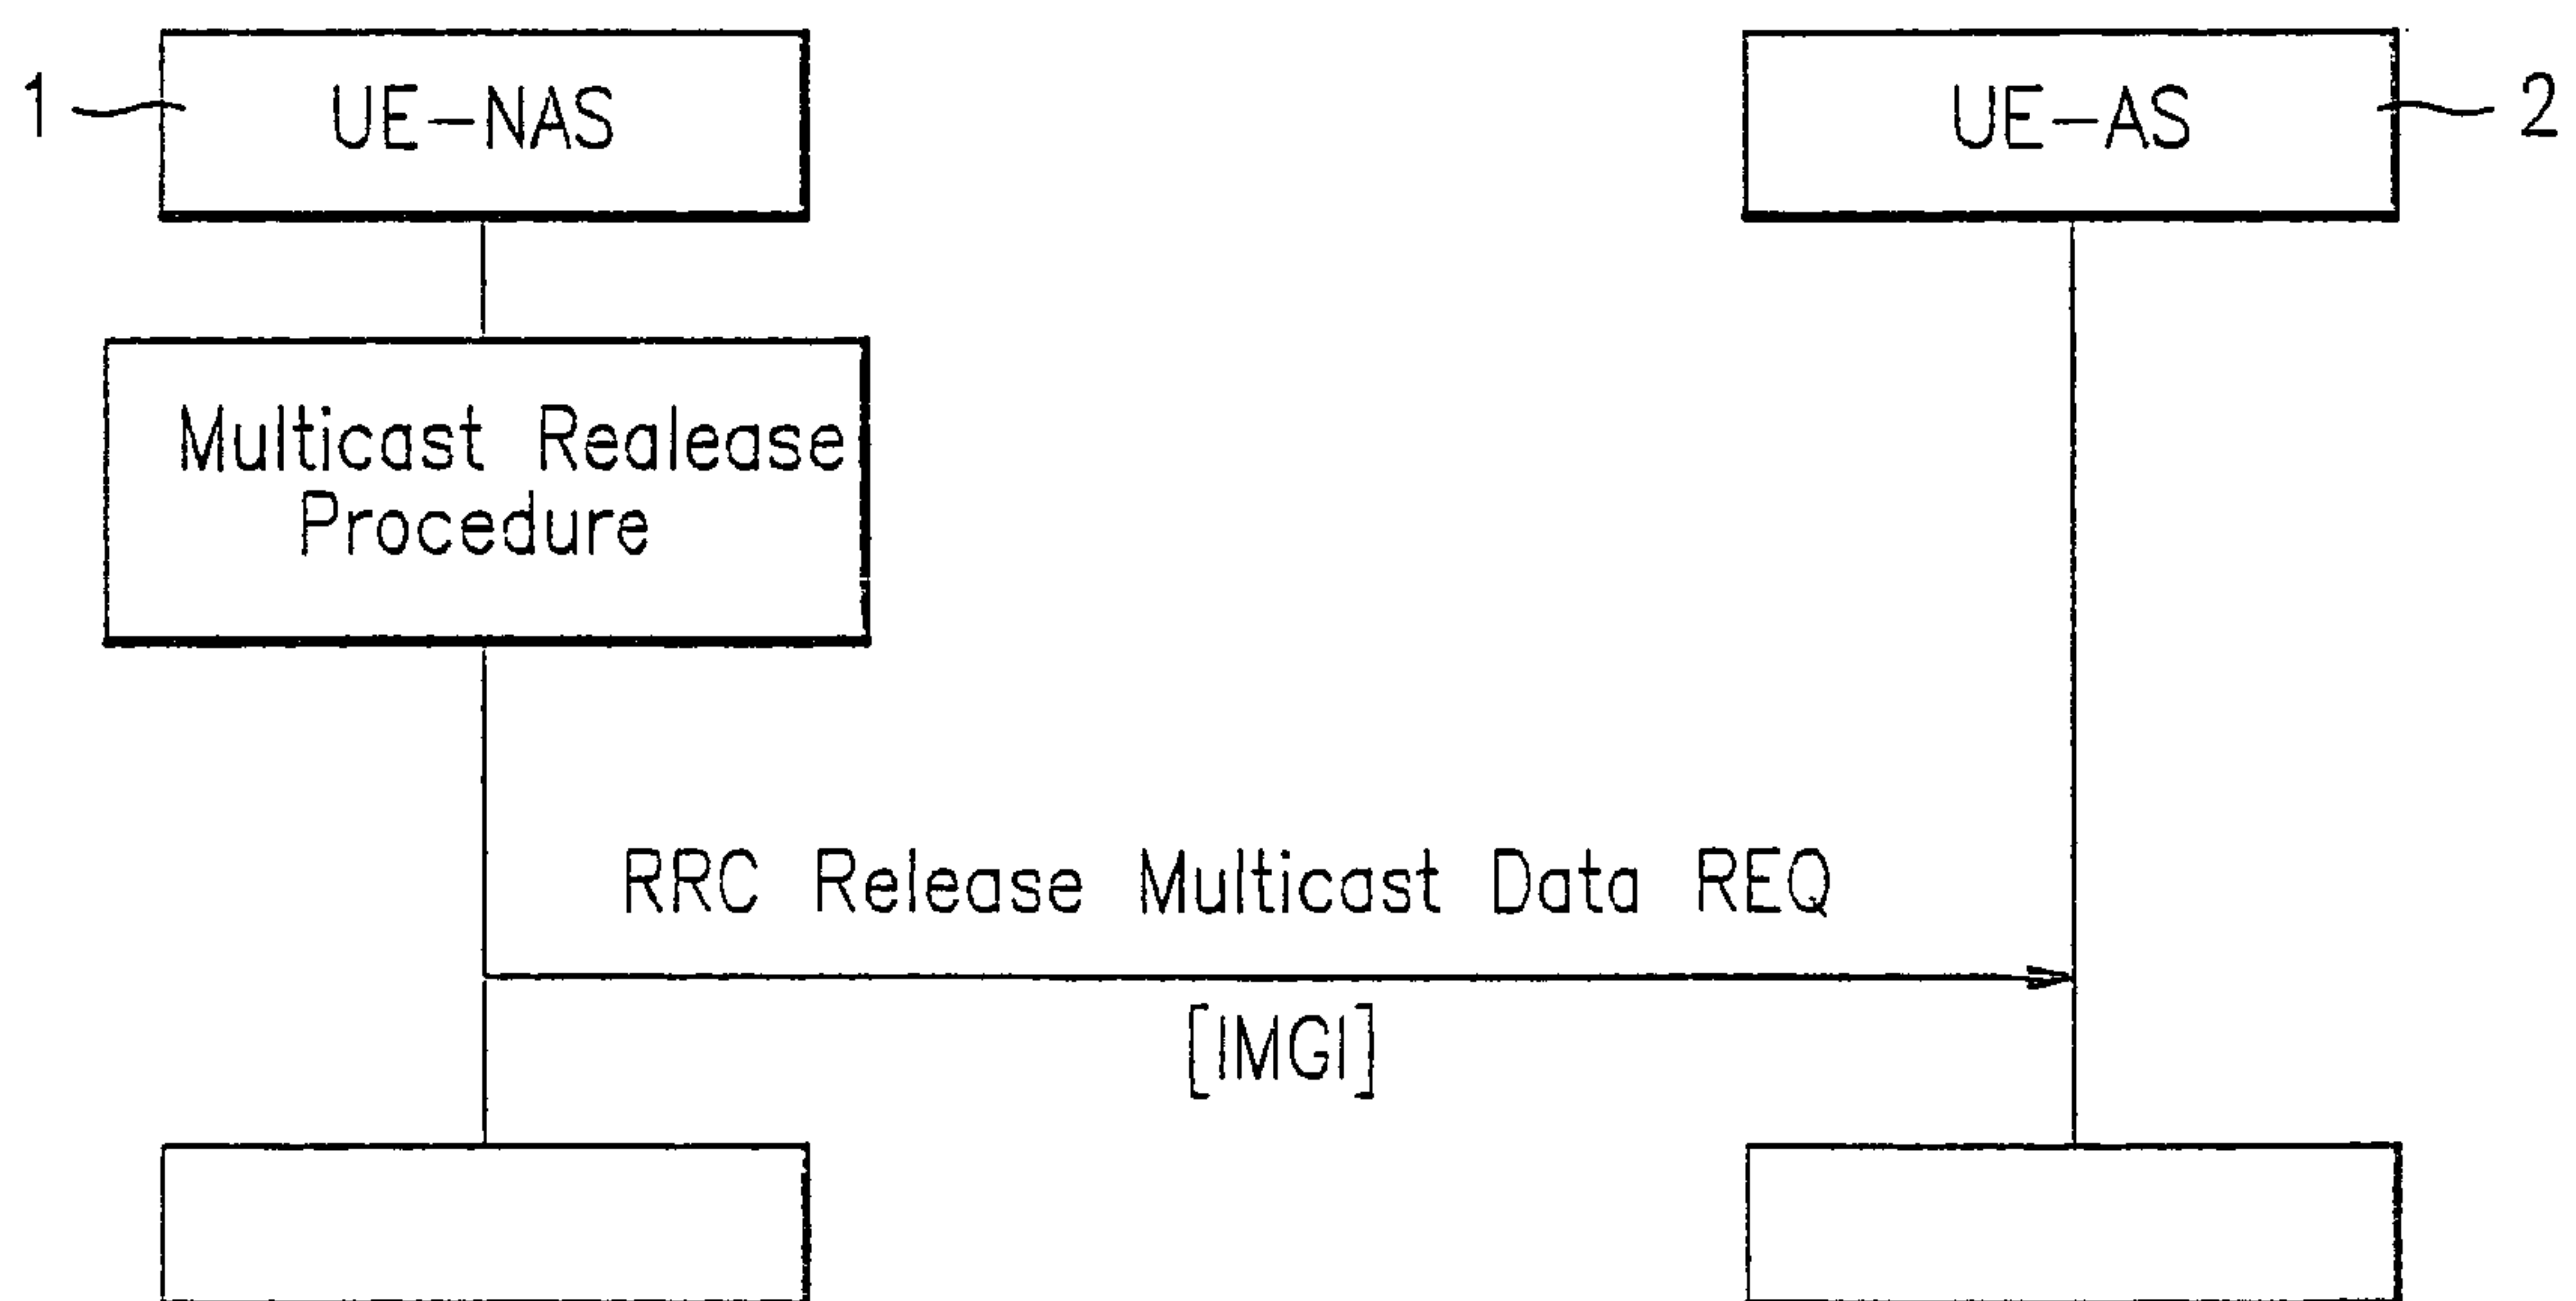 1
UE-NAS
UE-AS
2
Multicast Realease
Procedure
RRC Release Multicast Data REQ
[IMGI]